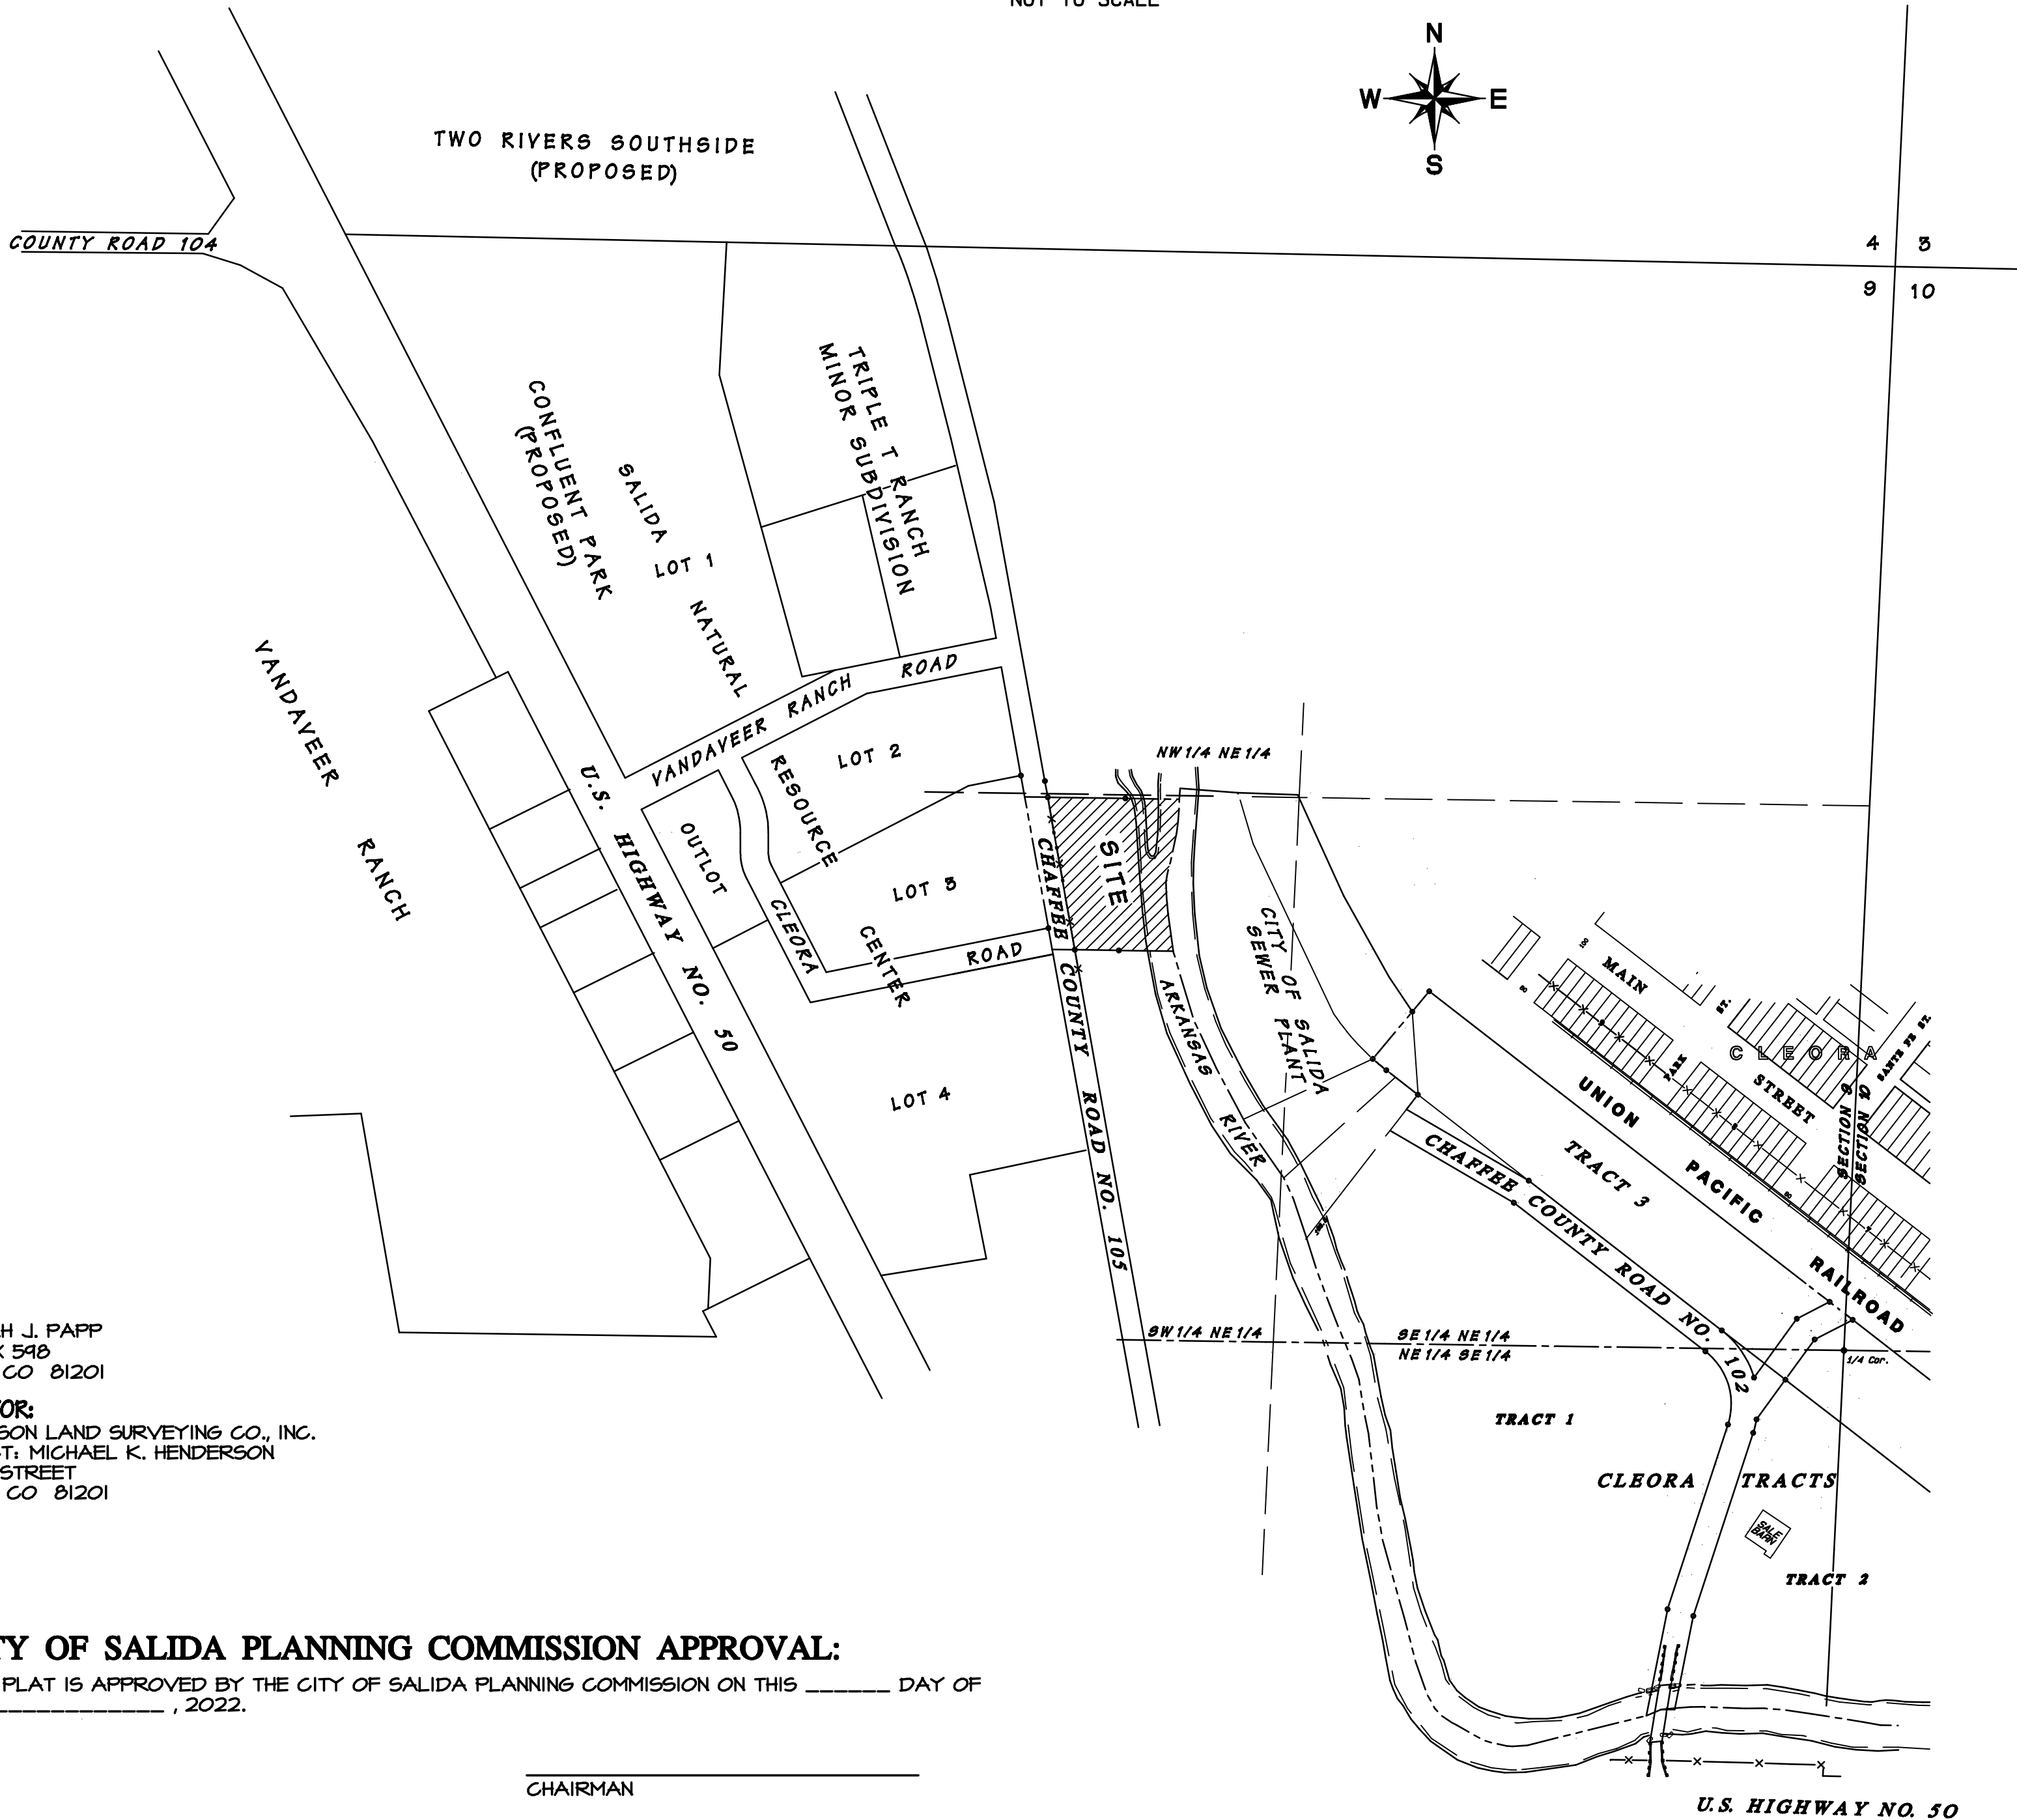 NOT TO SCALE
N
W E
S
TWO RIVERS SOUTHSIDE
(PROPOSED)
COUNTY ROAD 104
4 3
9 10
TRIPLE T RANCH
MINOR SUBDIVISION
CONFLUENT PARK
(PROPOSED)
SALIDA
LOT 1
NATURAL
RESOURCE
CENTER
VANDAVEER
RANCH
VANDAVEER RANCH ROAD
LOT 2
LOT 3
LOT 4
OUTLOT
CLEORA
ROAD
U.S. HIGHWAY NO. 50
CHAFFEE COUNTY ROAD NO. 105
SITE
NW 1/4 NE 1/4
CITY OF SALIDA
SEWER PLANT
ARKANSAS
RIVER
100
MAIN
STREET
ST.
PARK
C L E O R A
SANTE FE ST.
SECTION 9
SECTION 10
UNION
PACIFIC
RAILROAD
TRACT 3
CHAFFEE COUNTY ROAD NO. 102
SW 1/4 NE 1/4
SE 1/4 NE 1/4
NE 1/4 SE 1/4
1/4 Cor.
TRACT 1
CLEORA TRACTS
SALE
BARN
TRACT 2
H J. PAPP
598
CO 81201
OR:
SON LAND SURVEYING CO., INC.
T: MICHAEL K. HENDERSON
STREET
CO 81201
TY OF SALIDA PLANNING COMMISSION APPROVAL:
PLAT IS APPROVED BY THE CITY OF SALIDA PLANNING COMMISSION ON THIS ______ DAY OF
____________ , 2022.
CHAIRMAN
U.S. HIGHWAY NO. 50